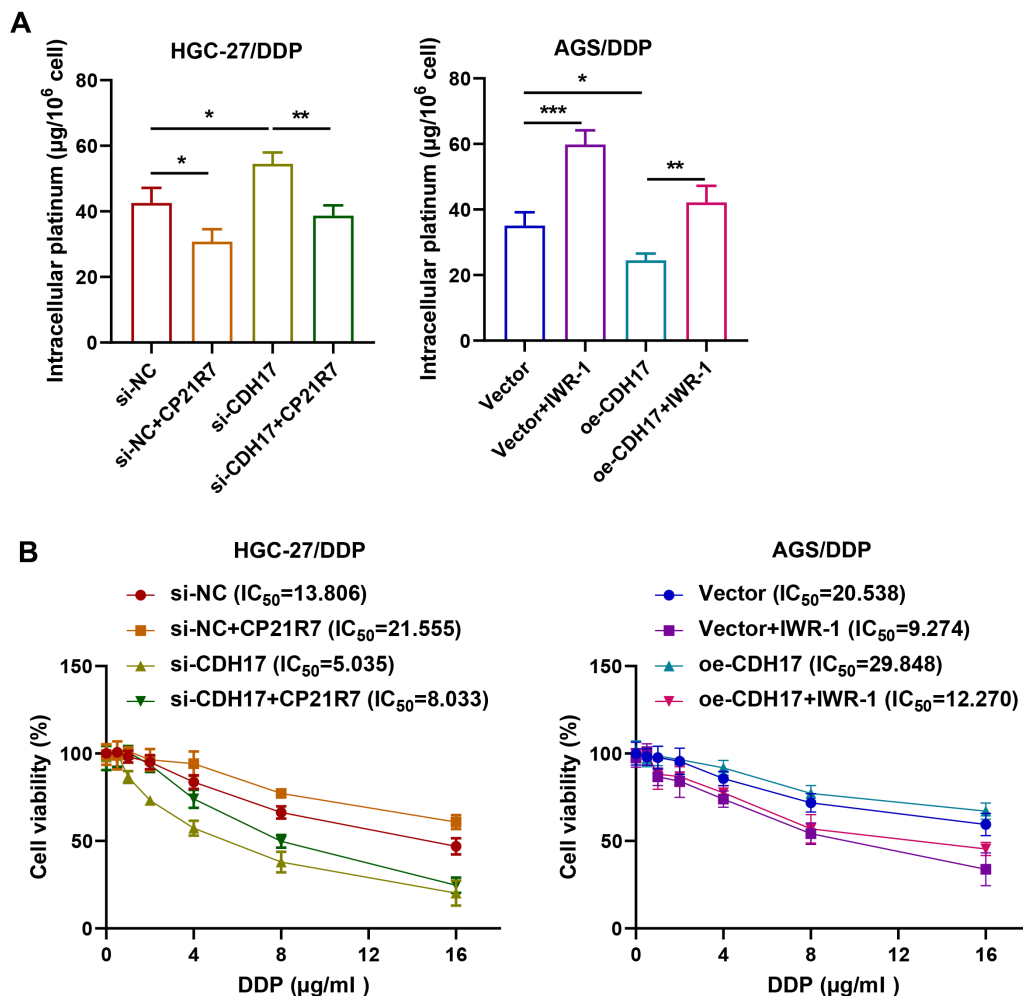 A
HGC-27/DDP
Intracellular platinum (μg/10⁶ cell)
80
60
40
20
0
*
*
**
si-NC
si-NC+CP21R7
si-CDH17
si-CDH17+CP21R7
AGS/DDP
Intracellular platinum (μg/10⁶ cell)
80
60
40
20
0
*
***
**
Vector
Vector+IWR-1
oe-CDH17
oe-CDH17+IWR-1
B
HGC-27/DDP
si-NC (IC₅₀=13.806)
si-NC+CP21R7 (IC₅₀=21.555)
si-CDH17 (IC₅₀=5.035)
si-CDH17+CP21R7 (IC₅₀=8.033)
Cell viability (%)
150
100
50
0
0 4 8 12 16
DDP (μg/ml )
AGS/DDP
Vector (IC₅₀=20.538)
Vector+IWR-1 (IC₅₀=9.274)
oe-CDH17 (IC₅₀=29.848)
oe-CDH17+IWR-1 (IC₅₀=12.270)
Cell viability (%)
150
100
50
0
0 4 8 12 16
DDP (μg/ml )